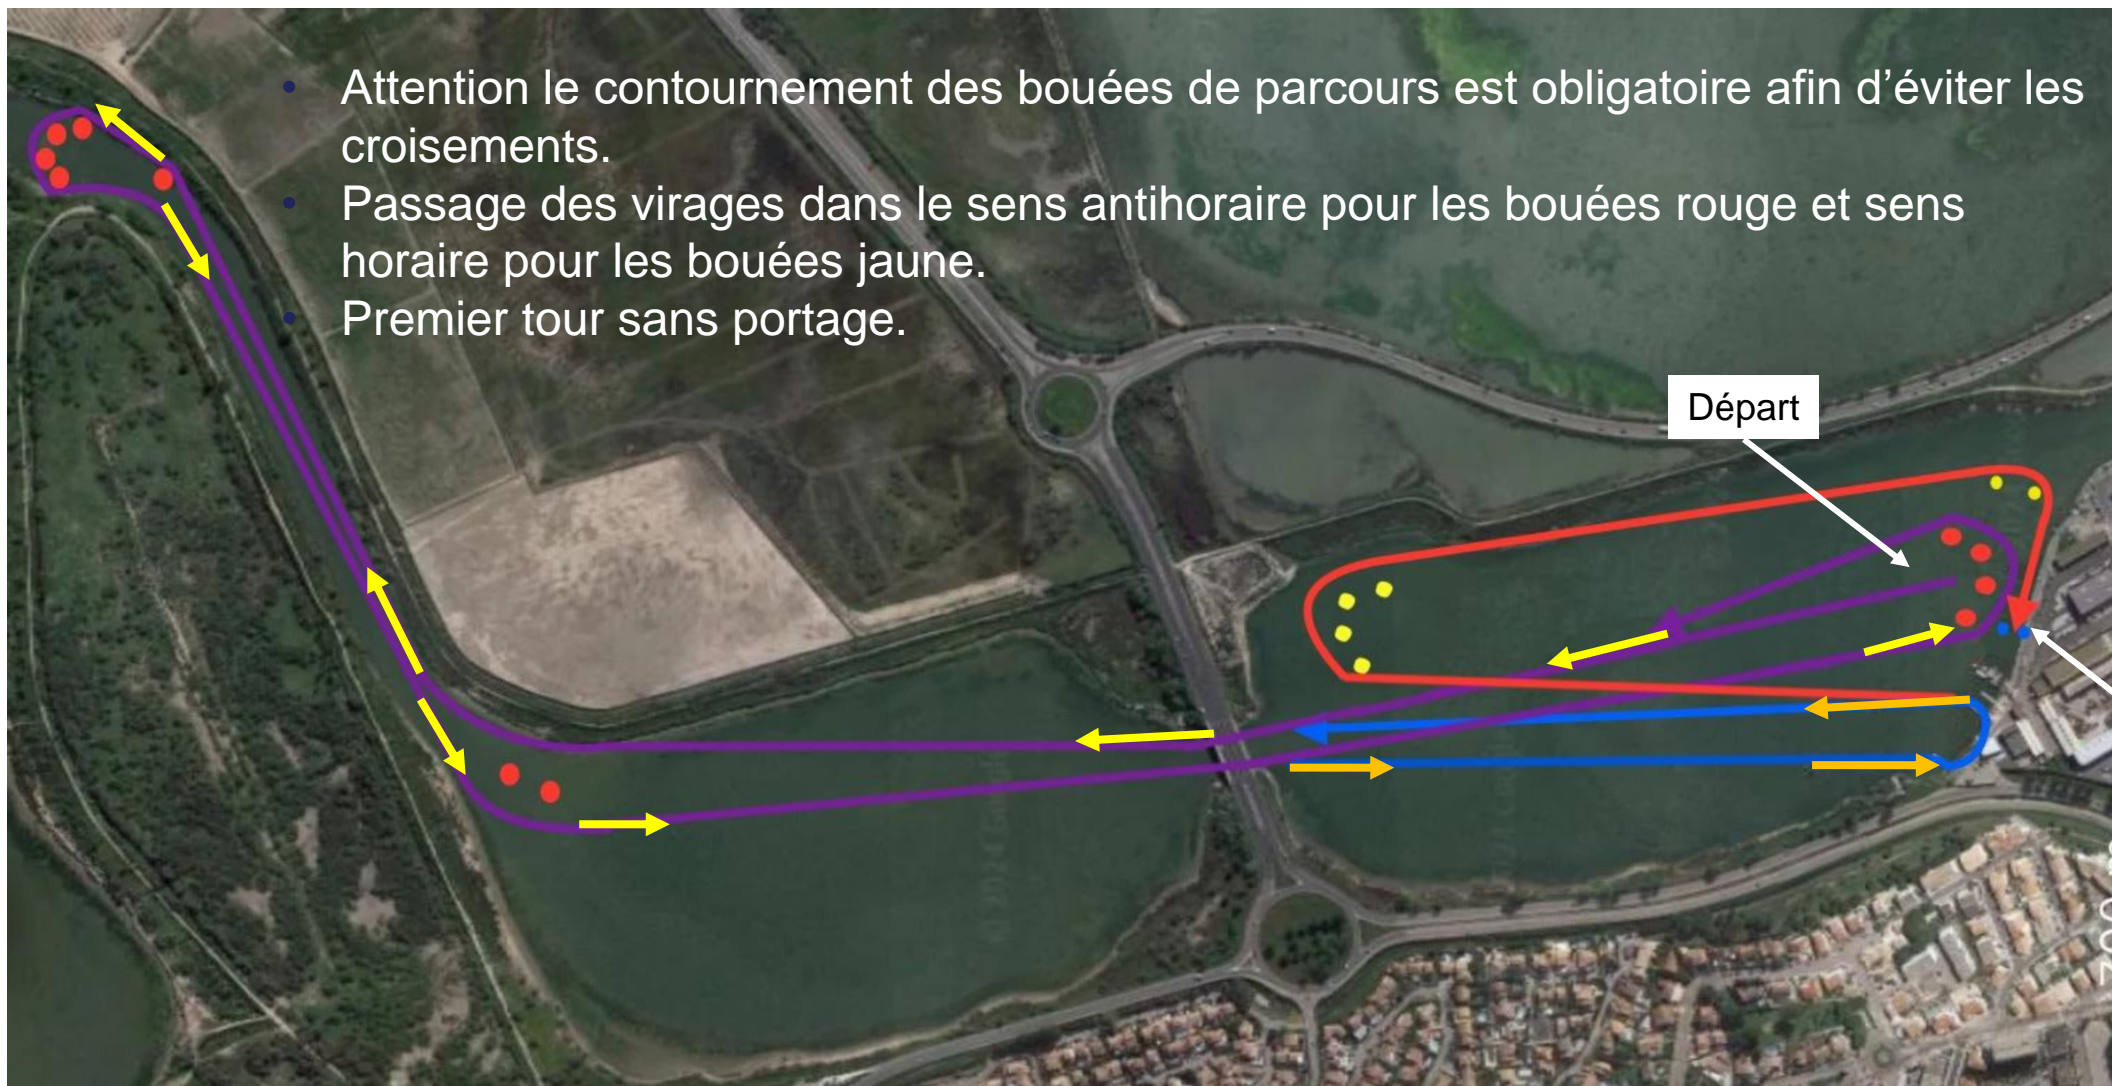 Attention le contournement des bouées de parcours est obligatoire afin d’éviter les
croisements.
Passage des virages dans le sens antihoraire pour les bouées rouge et sens
horaire pour les bouées jaune.
Premier tour sans portage.
Départ